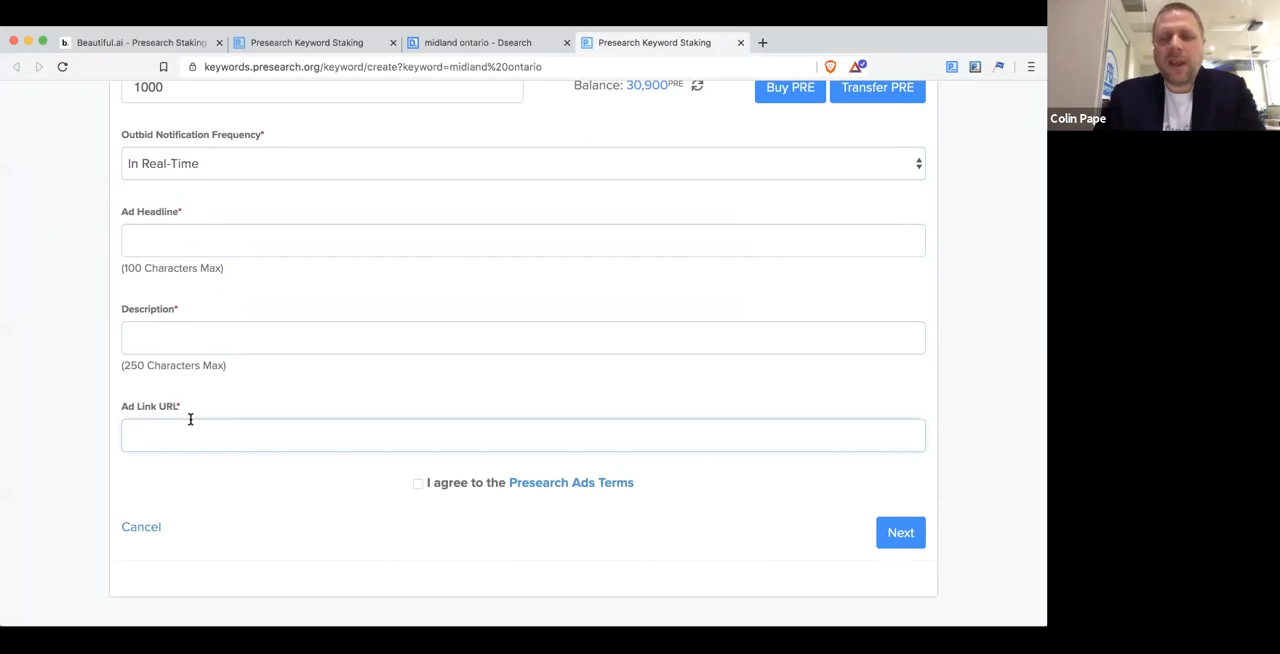 b. Beautiful.ai - Presearch Staking
Presearch Keyword Staking
midland ontario - Dsearch
Presearch Keyword Staking
keywords.presearch.org/keyword/create?keyword=midland%20ontario
1000
Balance: 30,900PRE
Buy PRE
Transfer PRE
Colin Pape
Outbid Notification Frequency*
In Real-Time
Ad Headline*
(100 Characters Max)
Description*
(250 Characters Max)
Ad Link URL*
I agree to the Presearch Ads Terms
Cancel
Next